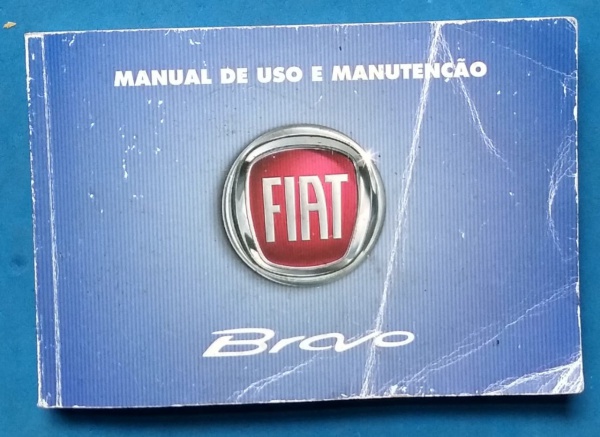 MANUAL DE USO E MANUTENÇÃO
FIAT
Bravo